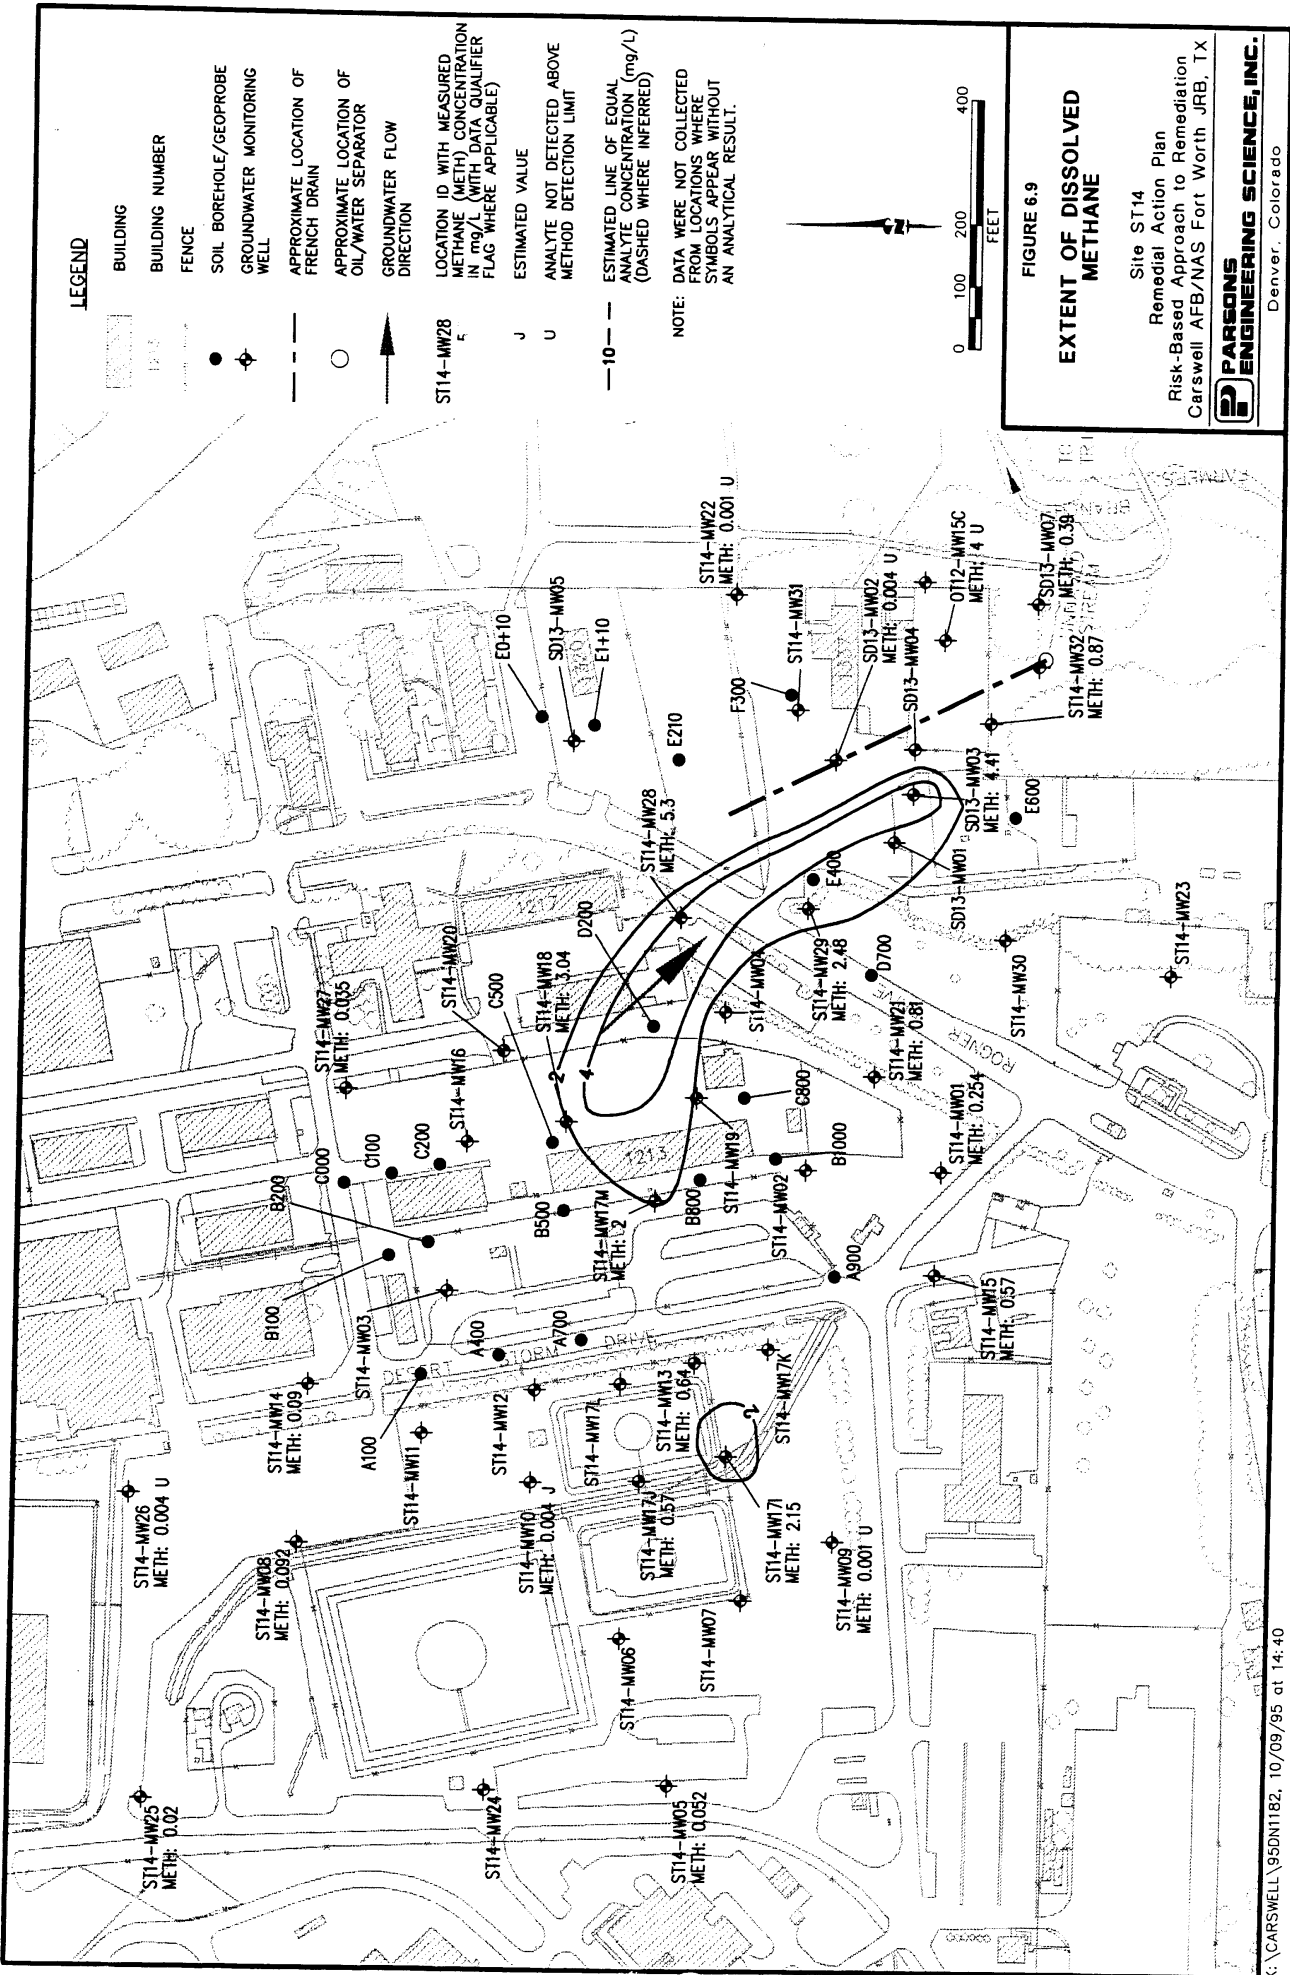 LEGEND
BUILDING
BUILDING NUMBER
FENCE
SOIL BOREHOLE/GEOPROBE
GROUNDWATER MONITORING
WELL
APPROXIMATE LOCATION OF
FRENCH DRAIN
APPROXIMATE LOCATION OF
OIL/WATER SEPARATOR
GROUNDWATER FLOW
DIRECTION
ST14-MW28
LOCATION ID WITH MEASURED
METHANE (METH) CONCENTRATION
IN mg/L (WITH DATA QUALIFIER
FLAG WHERE APPLICABLE)
J ESTIMATED VALUE
U ANALYTE NOT DETECTED ABOVE
METHOD DETECTION LIMIT
10
ESTIMATED LINE OF EQUAL
ANALYTE CONCENTRATION (mg/L)
(DASHED WHERE INFERRED)
NOTE: DATA WERE NOT COLLECTED
FROM LOCATIONS WHERE
SYMBOLS APPEAR WITHOUT
AN ANALYTICAL RESULT.
0 100 200 400
FEET
FIGURE 6.9
EXTENT OF DISSOLVED
METHANE
Site ST14
Remedial Action Plan
Risk-Based Approach to Remediation
Carswell AFB/NAS Fort Worth JRB, TX
PARSONS
ENGINEERING SCIENCE, INC.
Denver, Colorado
K:\CARSWELL\95DN1182, 10/09/95 at 14:40
ST14-MW25
METH: 0.02
ST14-MW26
METH: 0.004 U
ST14-MW08
METH: 0.092
ST14-MW14
METH: 0.09
ST14-MW24
ST14-MW05
METH: 0.052
ST14-MW06
ST14-MW07
ST14-MW09
METH: 0.001 U
ST14-MW10
METH: 0.004 J
ST14-MW11
ST14-MW12
ST14-MW17L
ST14-MW17J
METH: 0.57
ST14-MW13
METH: 0.64
ST14-MW17K
ST14-MW17I
METH: 2.15
2
A100
A400
A700
A900
DESERT STORM DRIVE
ST14-MW03
B100
B200
B500
B800
B1000
C000
C100
C200
C500
C800
ST14-MW27
METH: 0.035
ST14-MW16
ST14-MW20
ST14-MW18
METH: 3.04
ST14-MW17M
METH: 2
1213
1217
ST14-MW19
ST14-MW02
ST14-MW01
METH: 0.254
ST14-MW15
METH: 0.57
ST14-MW21
METH: 0.81
2
4
D200
D700
ST14-MW04
ST14-MW28
METH: 5.3
ST14-MW29
METH: 2.48
E400
ST14-MW30
ST14-MW23
ROGNER
SD13-MW01
SD13-MW03
METH: 4.41
E600
E0+10
SD13-MW05
E1+10
E210
F300
ST14-MW31
ST14-MW22
METH: 0.001 U
SD13-MW02
METH: 0.004 U
SD13-MW04
OT12-MW15C
METH: 4 U
ST14-MW32
METH: 0.87
SD13-MW07
METH: 0.39
STREAM
FARMERS